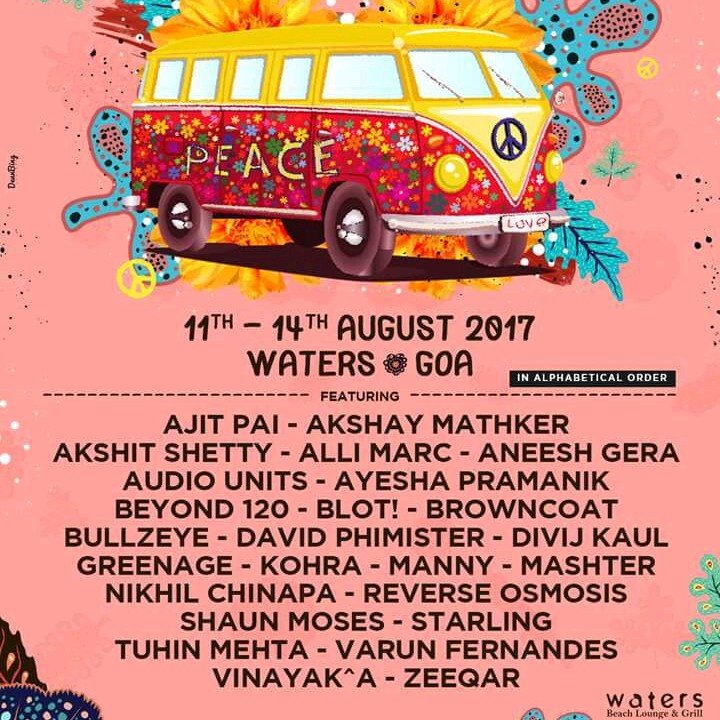 DeeeBing
PEACE
LOVE
11TH – 14TH AUGUST 2017
WATERS GOA
IN ALPHABETICAL ORDER
FEATURING
AJIT PAI - AKSHAY MATHKER
AKSHIT SHETTY - ALLI MARC - ANEESH GERA
AUDIO UNITS - AYESHA PRAMANIK
BEYOND 120 - BLOT! - BROWNCOAT
BULLZEYE - DAVID PHIMISTER - DIVIJ KAUL
GREENAGE - KOHRA - MANNY - MASHTER
NIKHIL CHINAPA - REVERSE OSMOSIS
SHAUN MOSES - STARLING
TUHIN MEHTA - VARUN FERNANDES
VINAYAK^A - ZEEQAR
waters
Beach Lounge & Grill